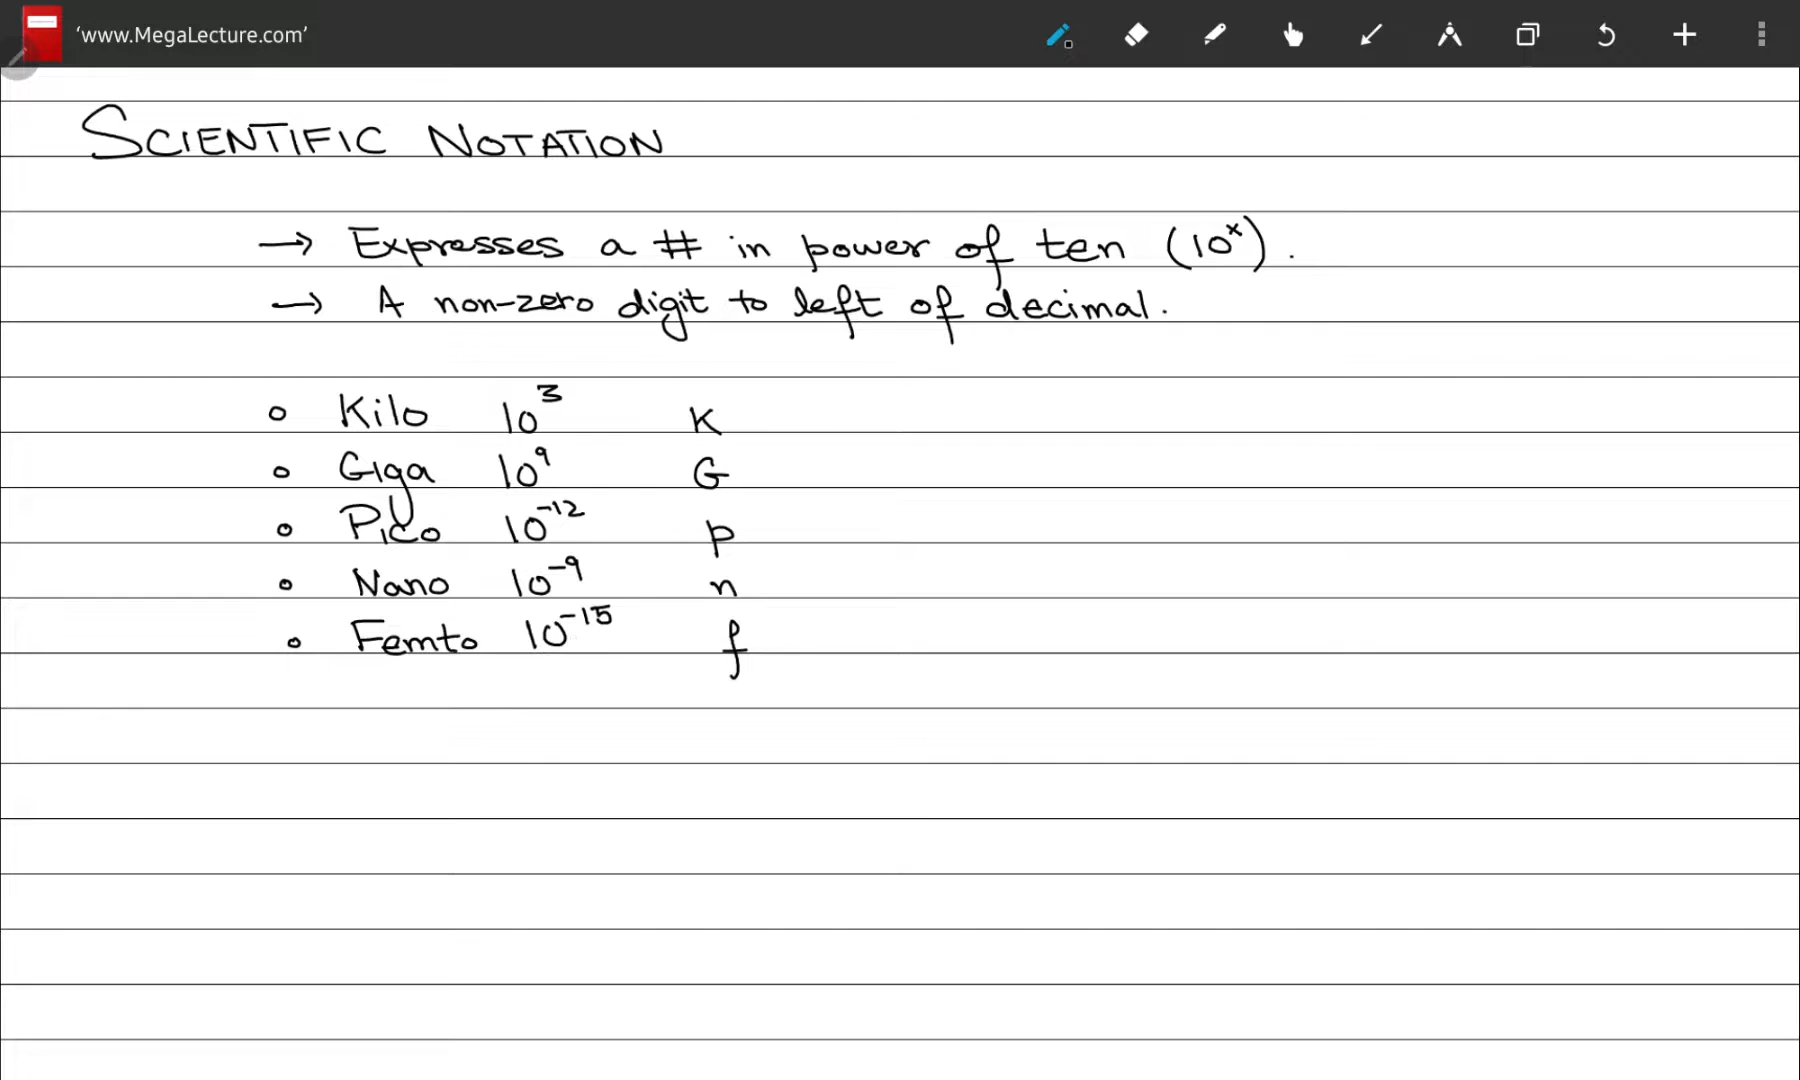 'www.MegaLecture.com'
SCIENTIFIC NOTATION
→ Expresses a # in power of ten (10ˣ).
→ A non-zero digit to left of decimal.
∘ Kilo 10³ K
∘ Giga 10⁹ G
∘ Pico 10⁻¹² p
∘ Nano 10⁻⁹ n
∘ Femto 10⁻¹⁵ f